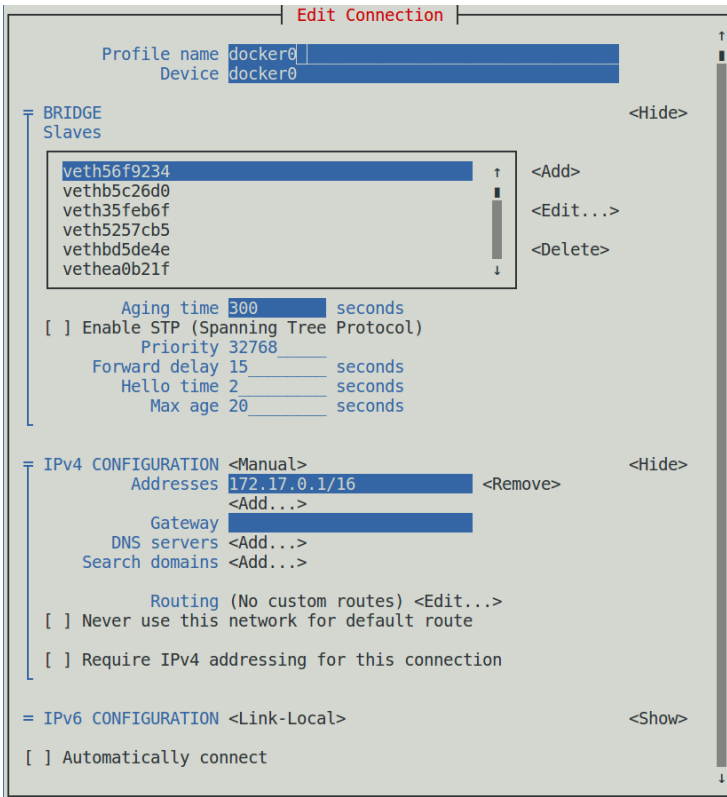 Edit Connection
Profile name docker0
Device docker0
BRIDGE <Hide>
Slaves
veth56f9234 <Add>
vethb5c26d0
veth35feb6f <Edit...>
veth5257cb5
vethbd5de4e <Delete>
vethea0b21f
Aging time 300 seconds
[ ] Enable STP (Spanning Tree Protocol)
Priority 32768_____
Forward delay 15________ seconds
Hello time 2_________ seconds
Max age 20________ seconds
IPv4 CONFIGURATION <Manual> <Hide>
Addresses 172.17.0.1/16 <Remove>
<Add...>
Gateway
DNS servers <Add...>
Search domains <Add...>
Routing (No custom routes) <Edit...>
[ ] Never use this network for default route
[ ] Require IPv4 addressing for this connection
= IPv6 CONFIGURATION <Link-Local> <Show>
[ ] Automatically connect